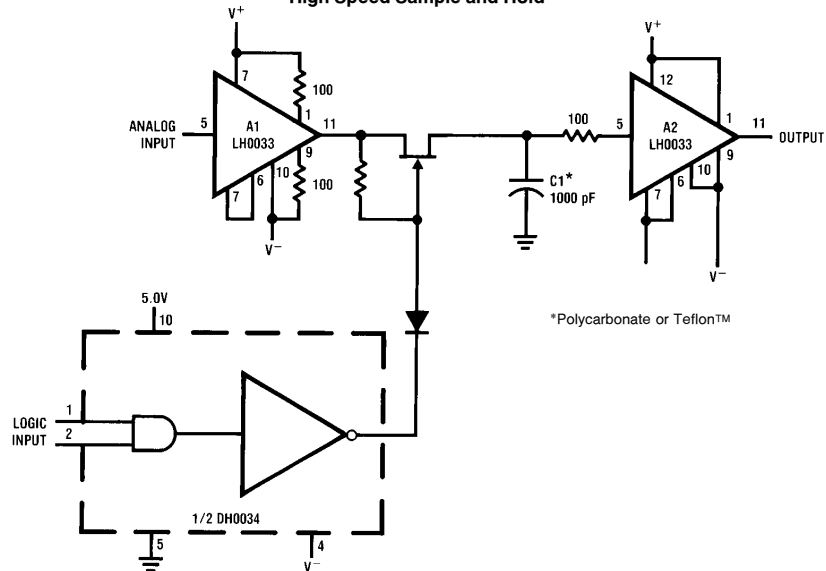 High Speed Sample and Hold
V+
7
100
1
ANALOG
INPUT
5
A1
LH0033
11
9
10
6
7
100
V−
100
C1*
1000 pF
V+
12
1
5
A2
LH0033
11
OUTPUT
9
10
6
7
V−
*Polycarbonate or Teflon™
5.0V
10
LOGIC
INPUT
1
2
1/2 DH0034
5
4
V−